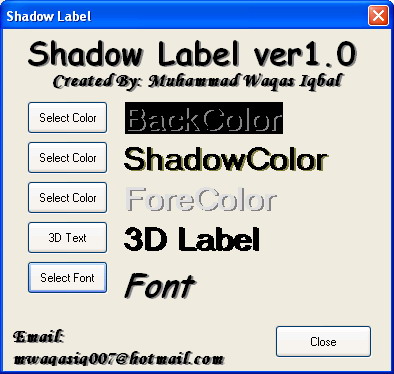 Shadow Label
Shadow Label ver1.0
Created By: Muhammad Waqas Iqbal
Select Color BackColor
Select Color ShadowColor
Select Color ForeColor
3D Text 3D Label
Select Font Font
Email:
mwaqasiq007@hotmail.com
Close